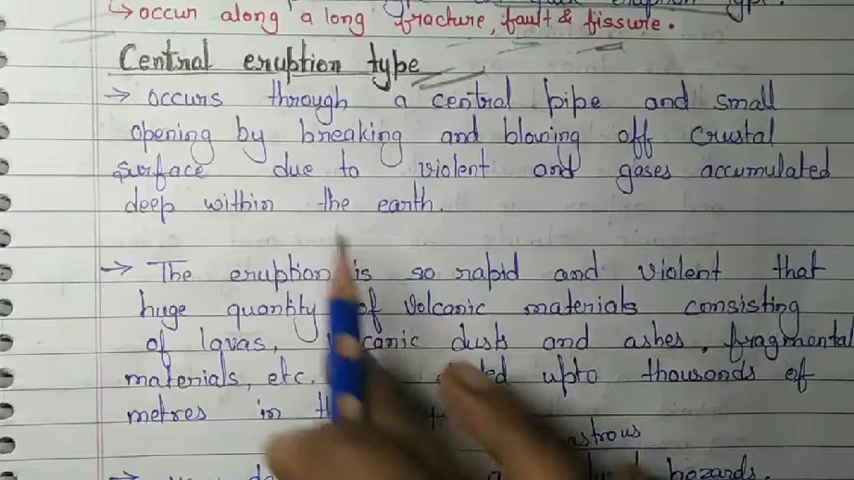 type.
↳ occur along a long fracture, fault & fissure.
Central eruption type
→ occurs through a central pipe and small
opening by breaking and blowing off crustal
surface due to violent and gases accumulated
deep within the earth.
→ The eruption is so rapid and violent that
huge quantity of volcanic materials consisting
of lavas, dusts and ashes, fragmental
materials, etc. upto thousands of
metres in
hazards.